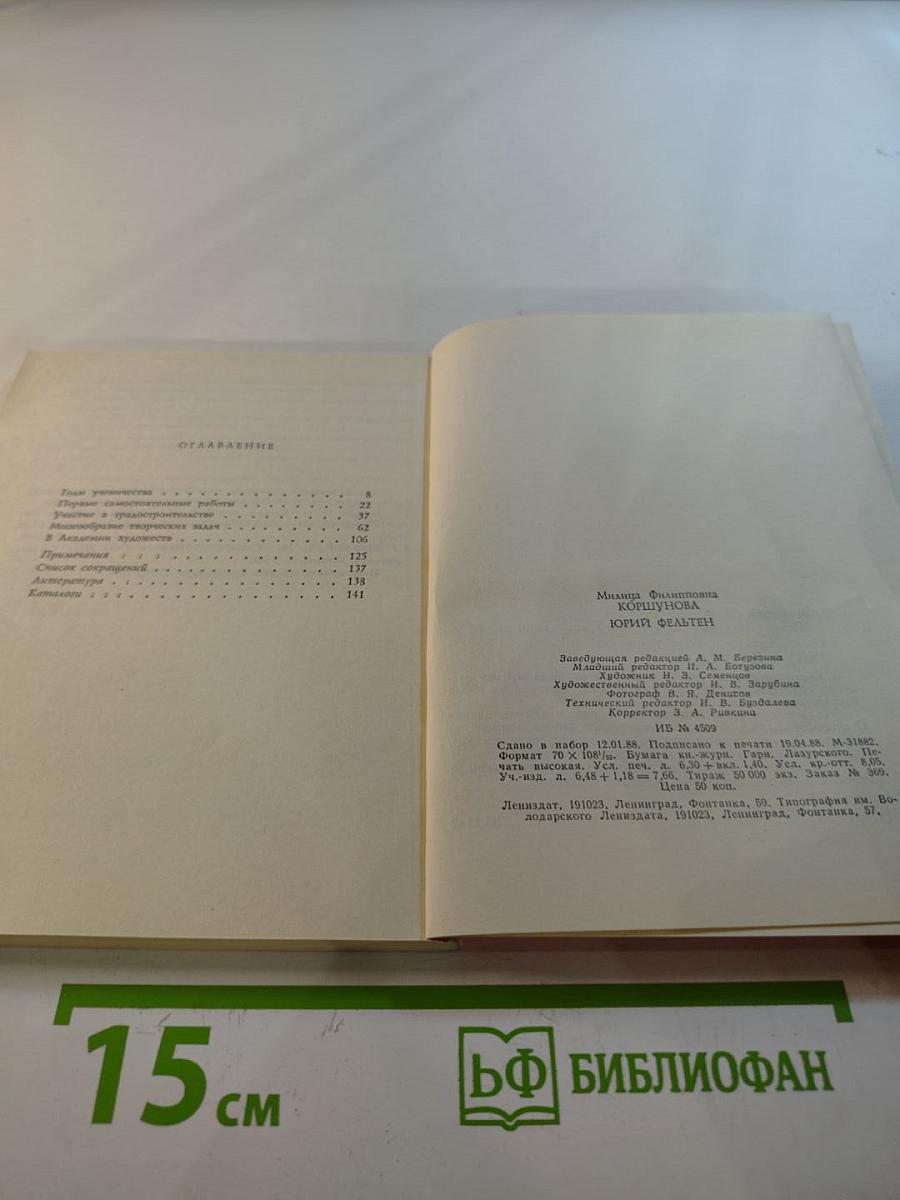 ОГЛАВЛЕНИЕ
Годы ученичества . . . . . . . . . . . . . . 8
Первые самостоятельные работы . . . . . . . . 22
Участие в градостроительстве . . . . . . . . . 37
Многообразие творческих задач . . . . . . . . . 62
В Академии художеств . . . . . . . . . . . . 106
Примечания . . . . . . . . . . . . . . . 125
Список сокращений . . . . . . . . . . . . . 137
Литература . . . . . . . . . . . . . . . . 138
Каталоги . . . . . . . . . . . . . . . . . 141
Милица Филипповна
КОРШУНОВА
ЮРИЙ ФЕЛЬТЕН
Заведующая редакцией А. М. Березина
Младший редактор И. А. Богузова
Художник И. З. Семенцов
Художественный редактор И. В. Зарубина
Фотограф В. Я. Денисов
Технический редактор И. В. Буздалева
Корректор З. А. Ривкина
ИБ № 4509
Сдано в набор 12.01.88. Подписано к печати 19.04.88. М-31882.
Формат 70 × 108¹/₃₂. Бумага кн.-журн. Гарн. Лазурского. Пе-
чать высокая. Усл. печ. л. 6,30 + вкл. 1,40. Усл. кр.-отт. 8,05.
Уч.-изд. л. 6,48 + 1,18 = 7,66. Тираж 50 000 экз. Заказ № 369.
Цена 50 коп.
Лениздат, 191023, Ленинград, Фонтанка, 59. Типография им. Во-
лодарского Лениздата, 191023, Ленинград, Фонтанка, 57.
15 см
ЬФ БИБЛИОФАН